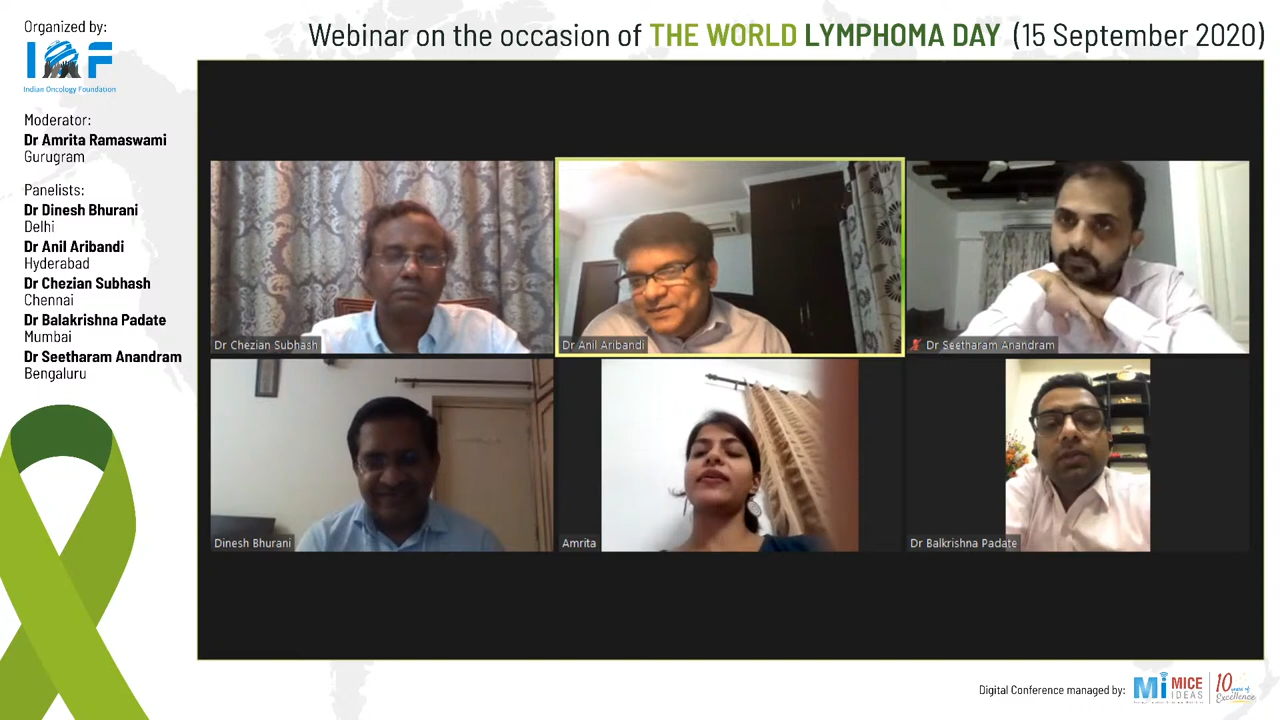 Organized by:
IOF
Indian Oncology Foundation
Webinar on the occasion of THE WORLD LYMPHOMA DAY (15 September 2020)
Moderator:
Dr Amrita Ramaswami
Gurugram
Panelists:
Dr Dinesh Bhurani
Delhi
Dr Anil Aribandi
Hyderabad
Dr Chezian Subhash
Chennai
Dr Balakrishna Padate
Mumbai
Dr Seetharam Anandram
Bengaluru
Dr Chezian Subhash
Dr Anil Aribandi
Dr Seetharam Anandram
Dinesh Bhurani
Amrita
Dr Balkrishna Padate
Digital Conference managed by:
Mi MICE
IDEAS
10 years of
Excellence